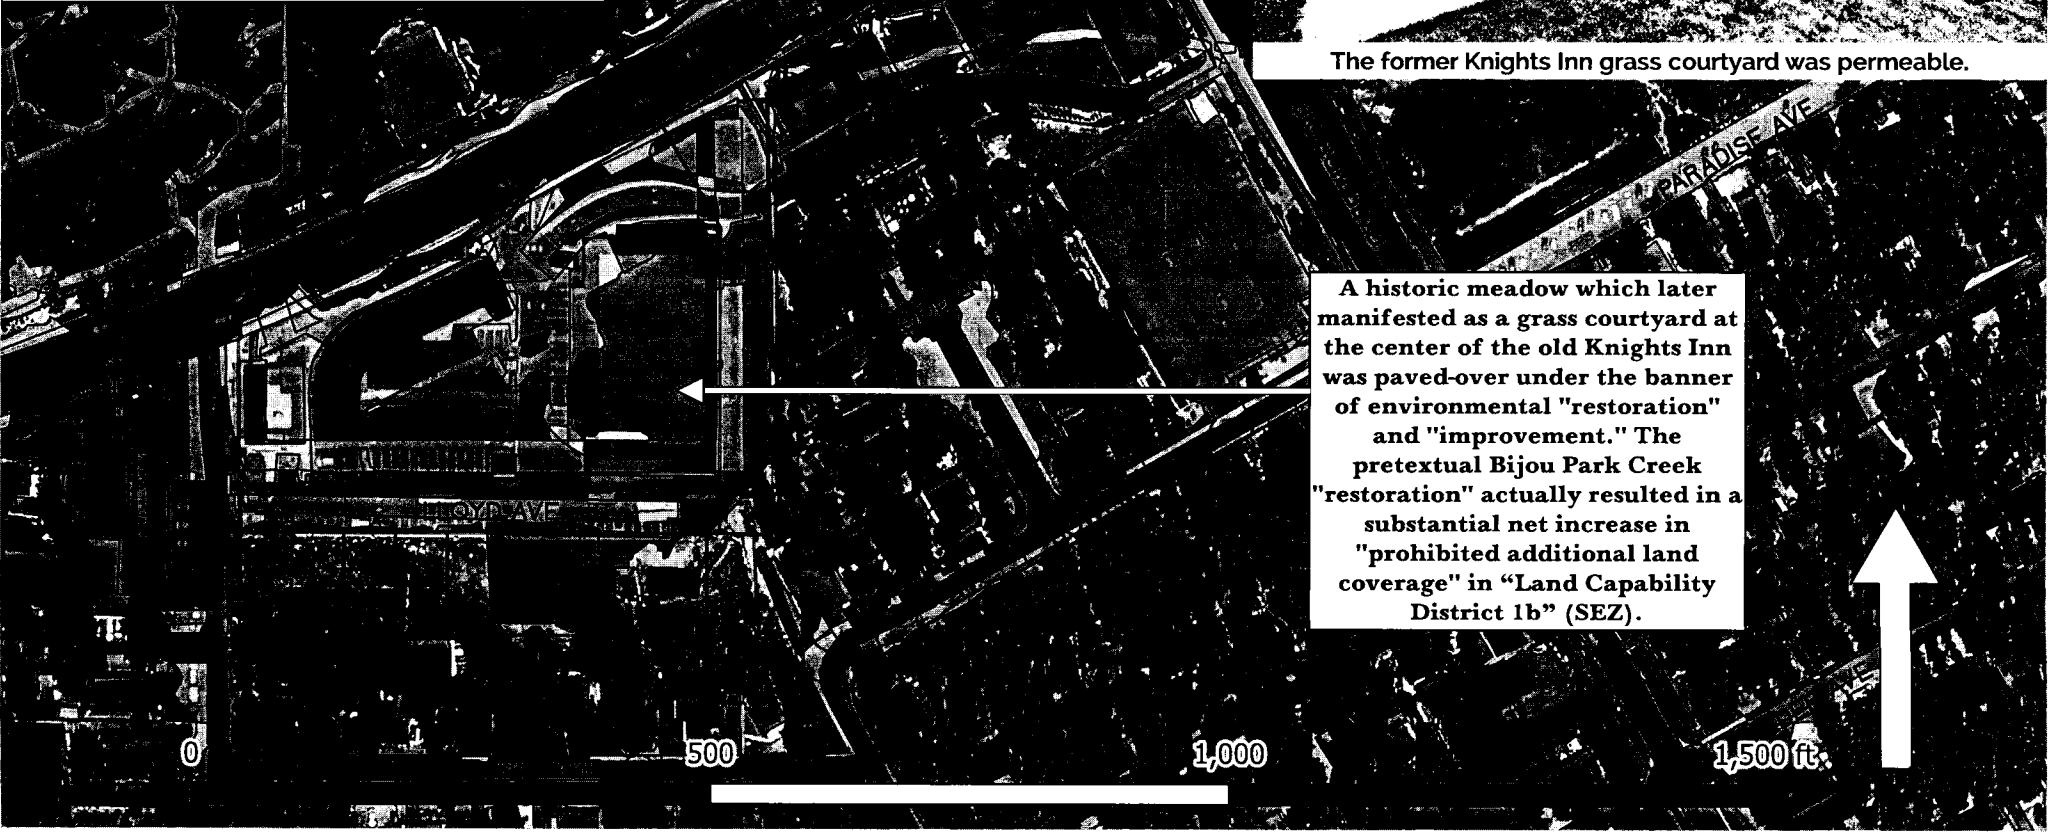 The former Knights Inn grass courtyard was permeable.
PARADISE AVE
A historic meadow which later
manifested as a grass courtyard at
the center of the old Knights Inn
was paved-over under the banner
of environmental "restoration"
and "improvement." The
pretextual Bijou Park Creek
"restoration" actually resulted in a
substantial net increase in
"prohibited additional land
coverage" in “Land Capability
District 1b” (SEZ).
LLOYD AVE
0 500 1,000 1,500 ft